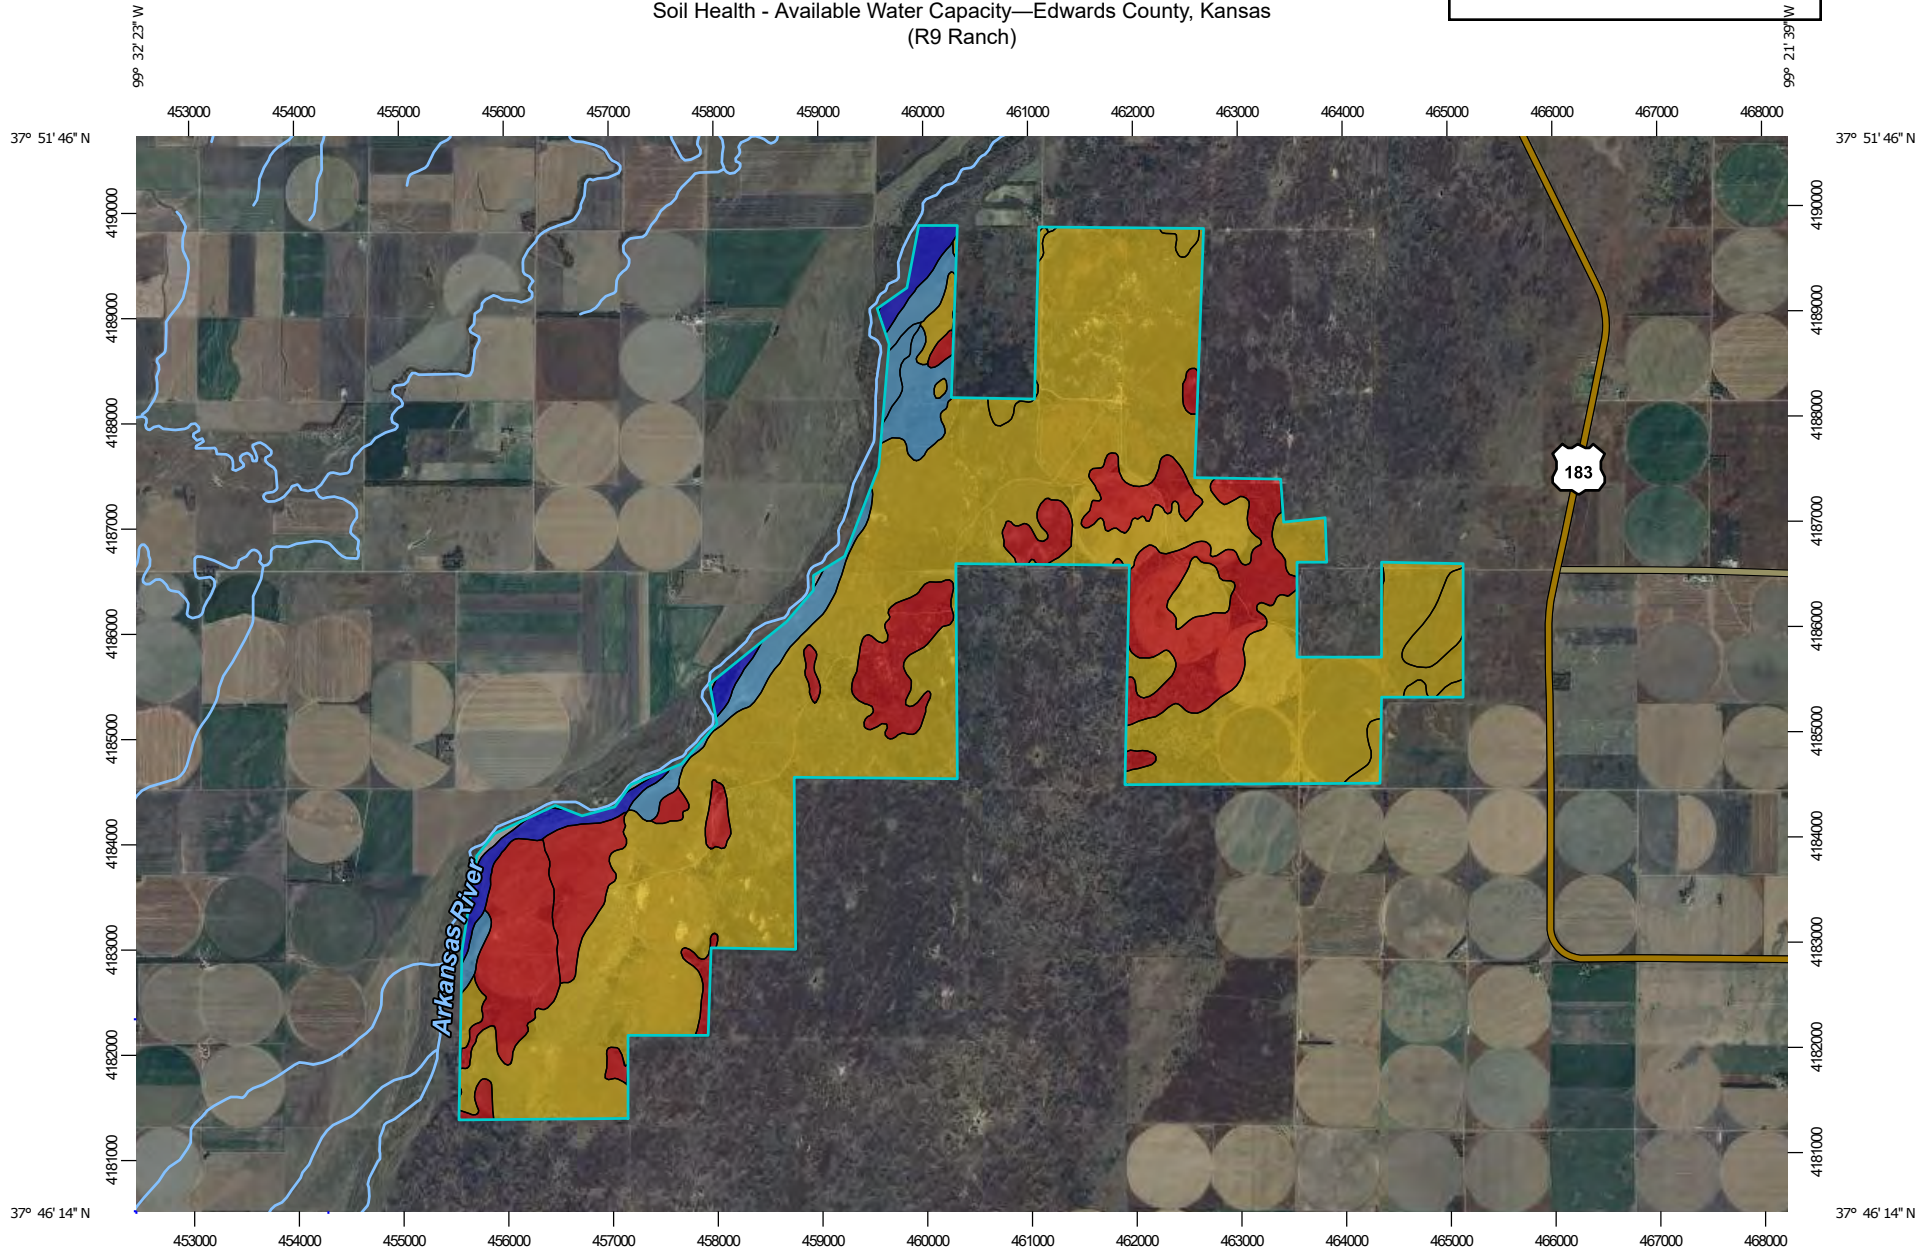 Soil Health - Available Water Capacity—Edwards County, Kansas
(R9 Ranch)
99° 32' 23" W
99° 21' 39" W
453000 454000 455000 456000 457000 458000 459000 460000 461000 462000 463000 464000 465000 466000 467000 468000
37° 51' 46" N
37° 51' 46" N
4190000
4190000
4189000
4189000
4188000
4188000
183
4187000
4187000
4186000
4186000
4185000
4185000
4184000
4184000
Arkansas River
4183000
4183000
4182000
4182000
4181000
4181000
37° 46' 14" N
37° 46' 14" N
453000 454000 455000 456000 457000 458000 459000 460000 461000 462000 463000 464000 465000 466000 467000 468000